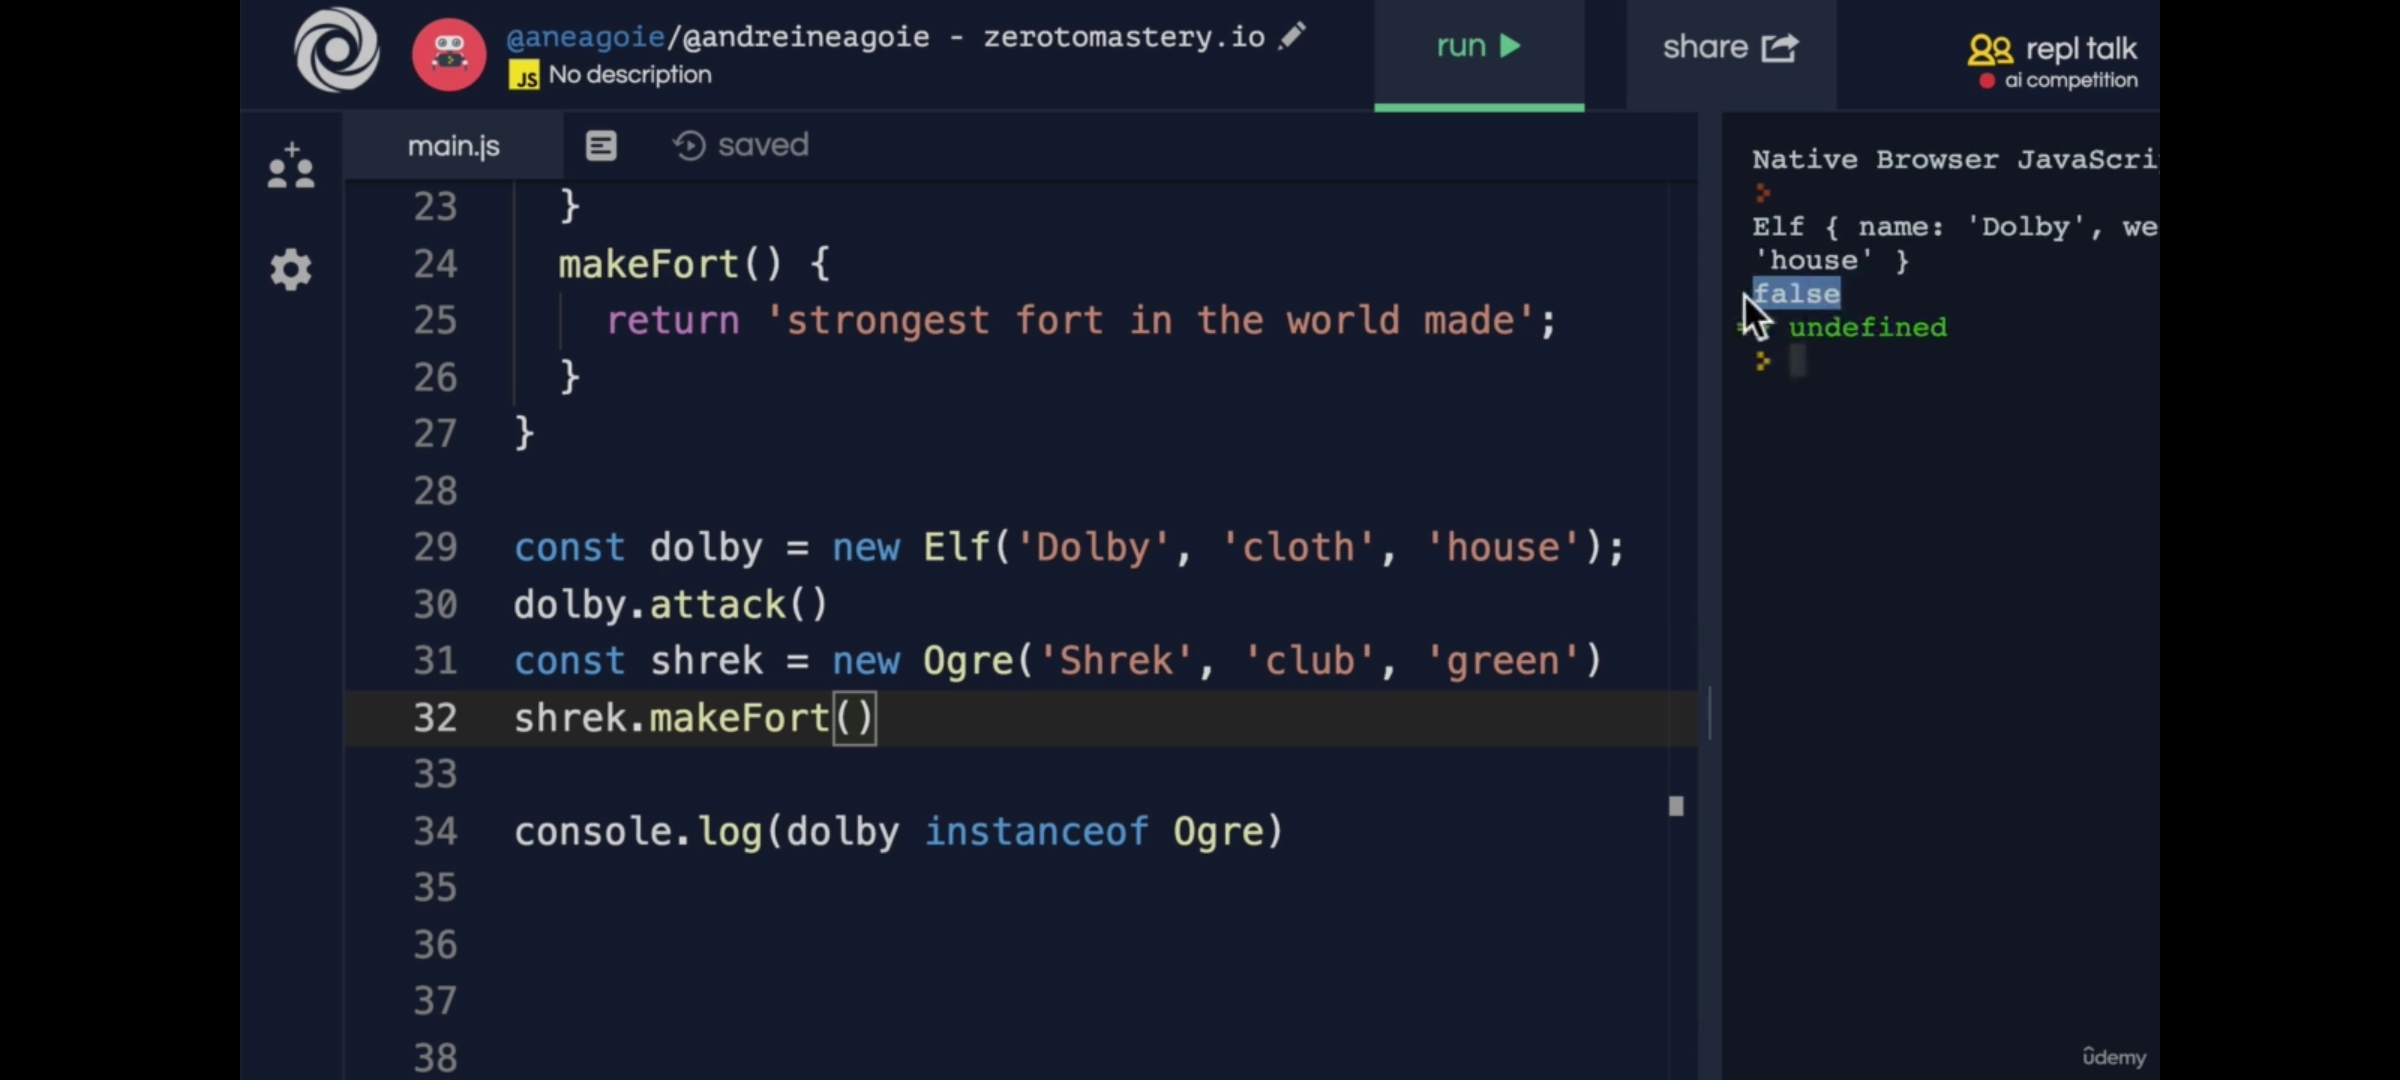 @aneagoie/@andreineagoie - zerotomastery.io
JS No description
run
share
repl talk
ai competition
main.js
saved
23 }
24 makeFort() {
25 return 'strongest fort in the world made';
26 }
27 }
28
29 const dolby = new Elf('Dolby', 'cloth', 'house');
30 dolby.attack()
31 const shrek = new Ogre('Shrek', 'club', 'green')
32 shrek.makeFort()
33
34 console.log(dolby instanceof Ogre)
35
36
37
38
Native Browser JavaScri
Elf { name: 'Dolby', we
'house' }
false
undefined
ûdemy